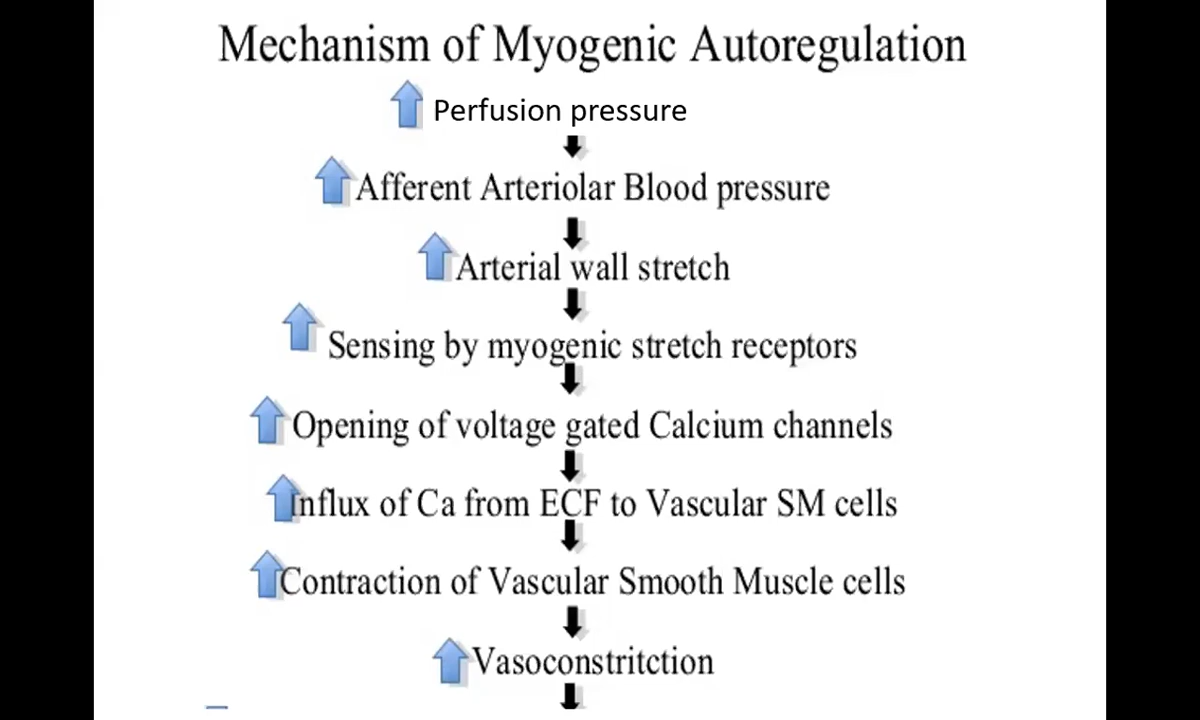 Mechanism of Myogenic Autoregulation
Perfusion pressure
Afferent Arteriolar Blood pressure
Arterial wall stretch
Sensing by myogenic stretch receptors
Opening of voltage gated Calcium channels
Influx of Ca from ECF to Vascular SM cells
Contraction of Vascular Smooth Muscle cells
Vasoconstritction